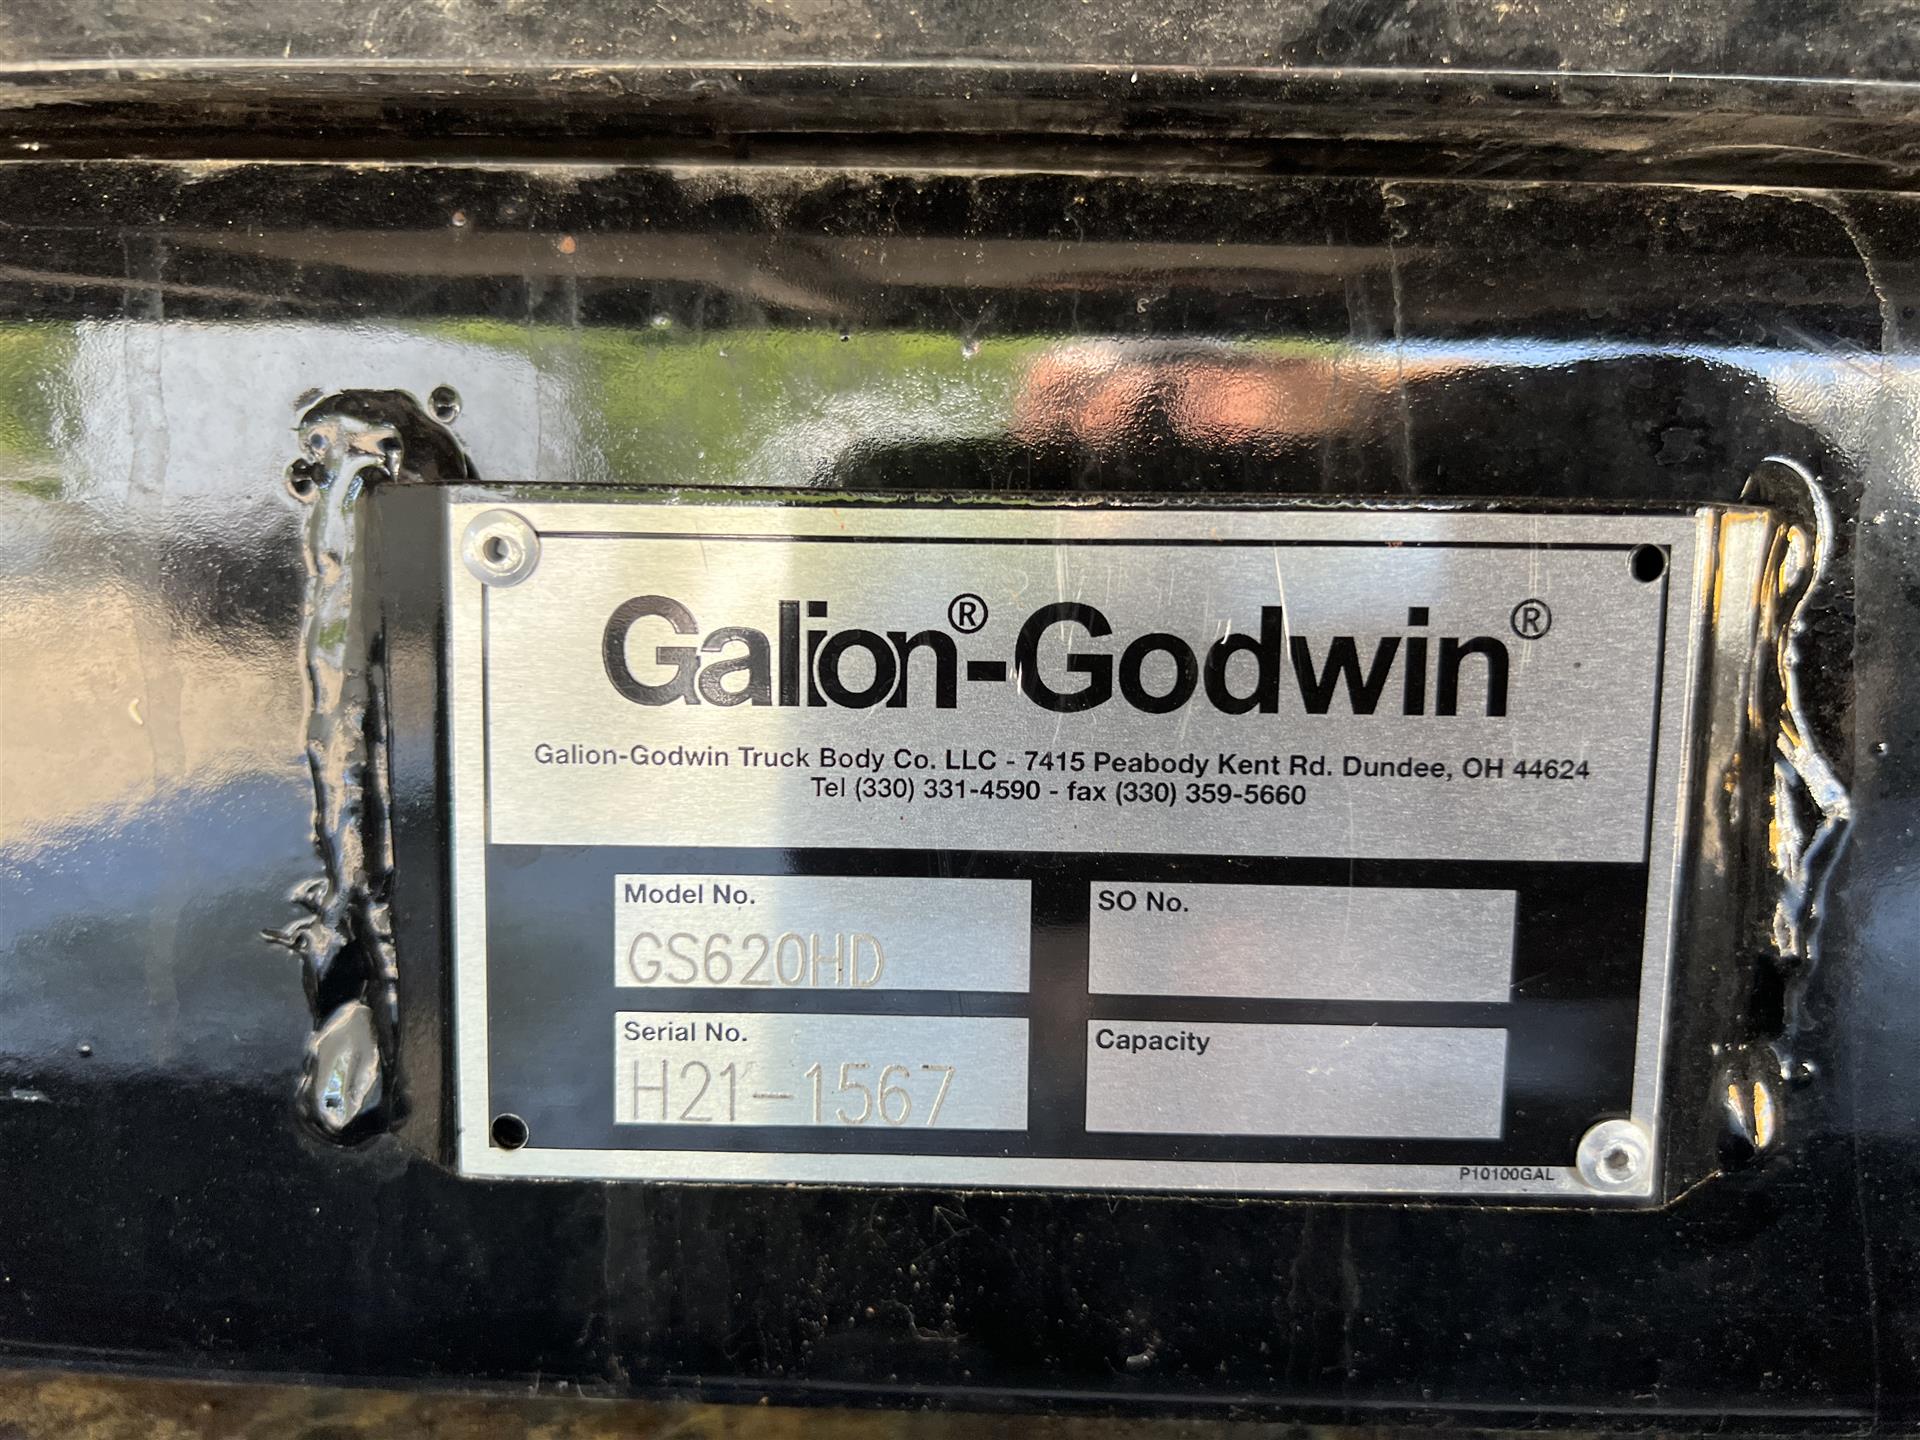 Galion®-Godwin®
Galion-Godwin Truck Body Co. LLC - 7415 Peabody Kent Rd. Dundee, OH 44624
Tel (330) 331-4590 - fax (330) 359-5660
Model No.
GS620HD
SO No.
Serial No.
H21-1567
Capacity
P10100GAL